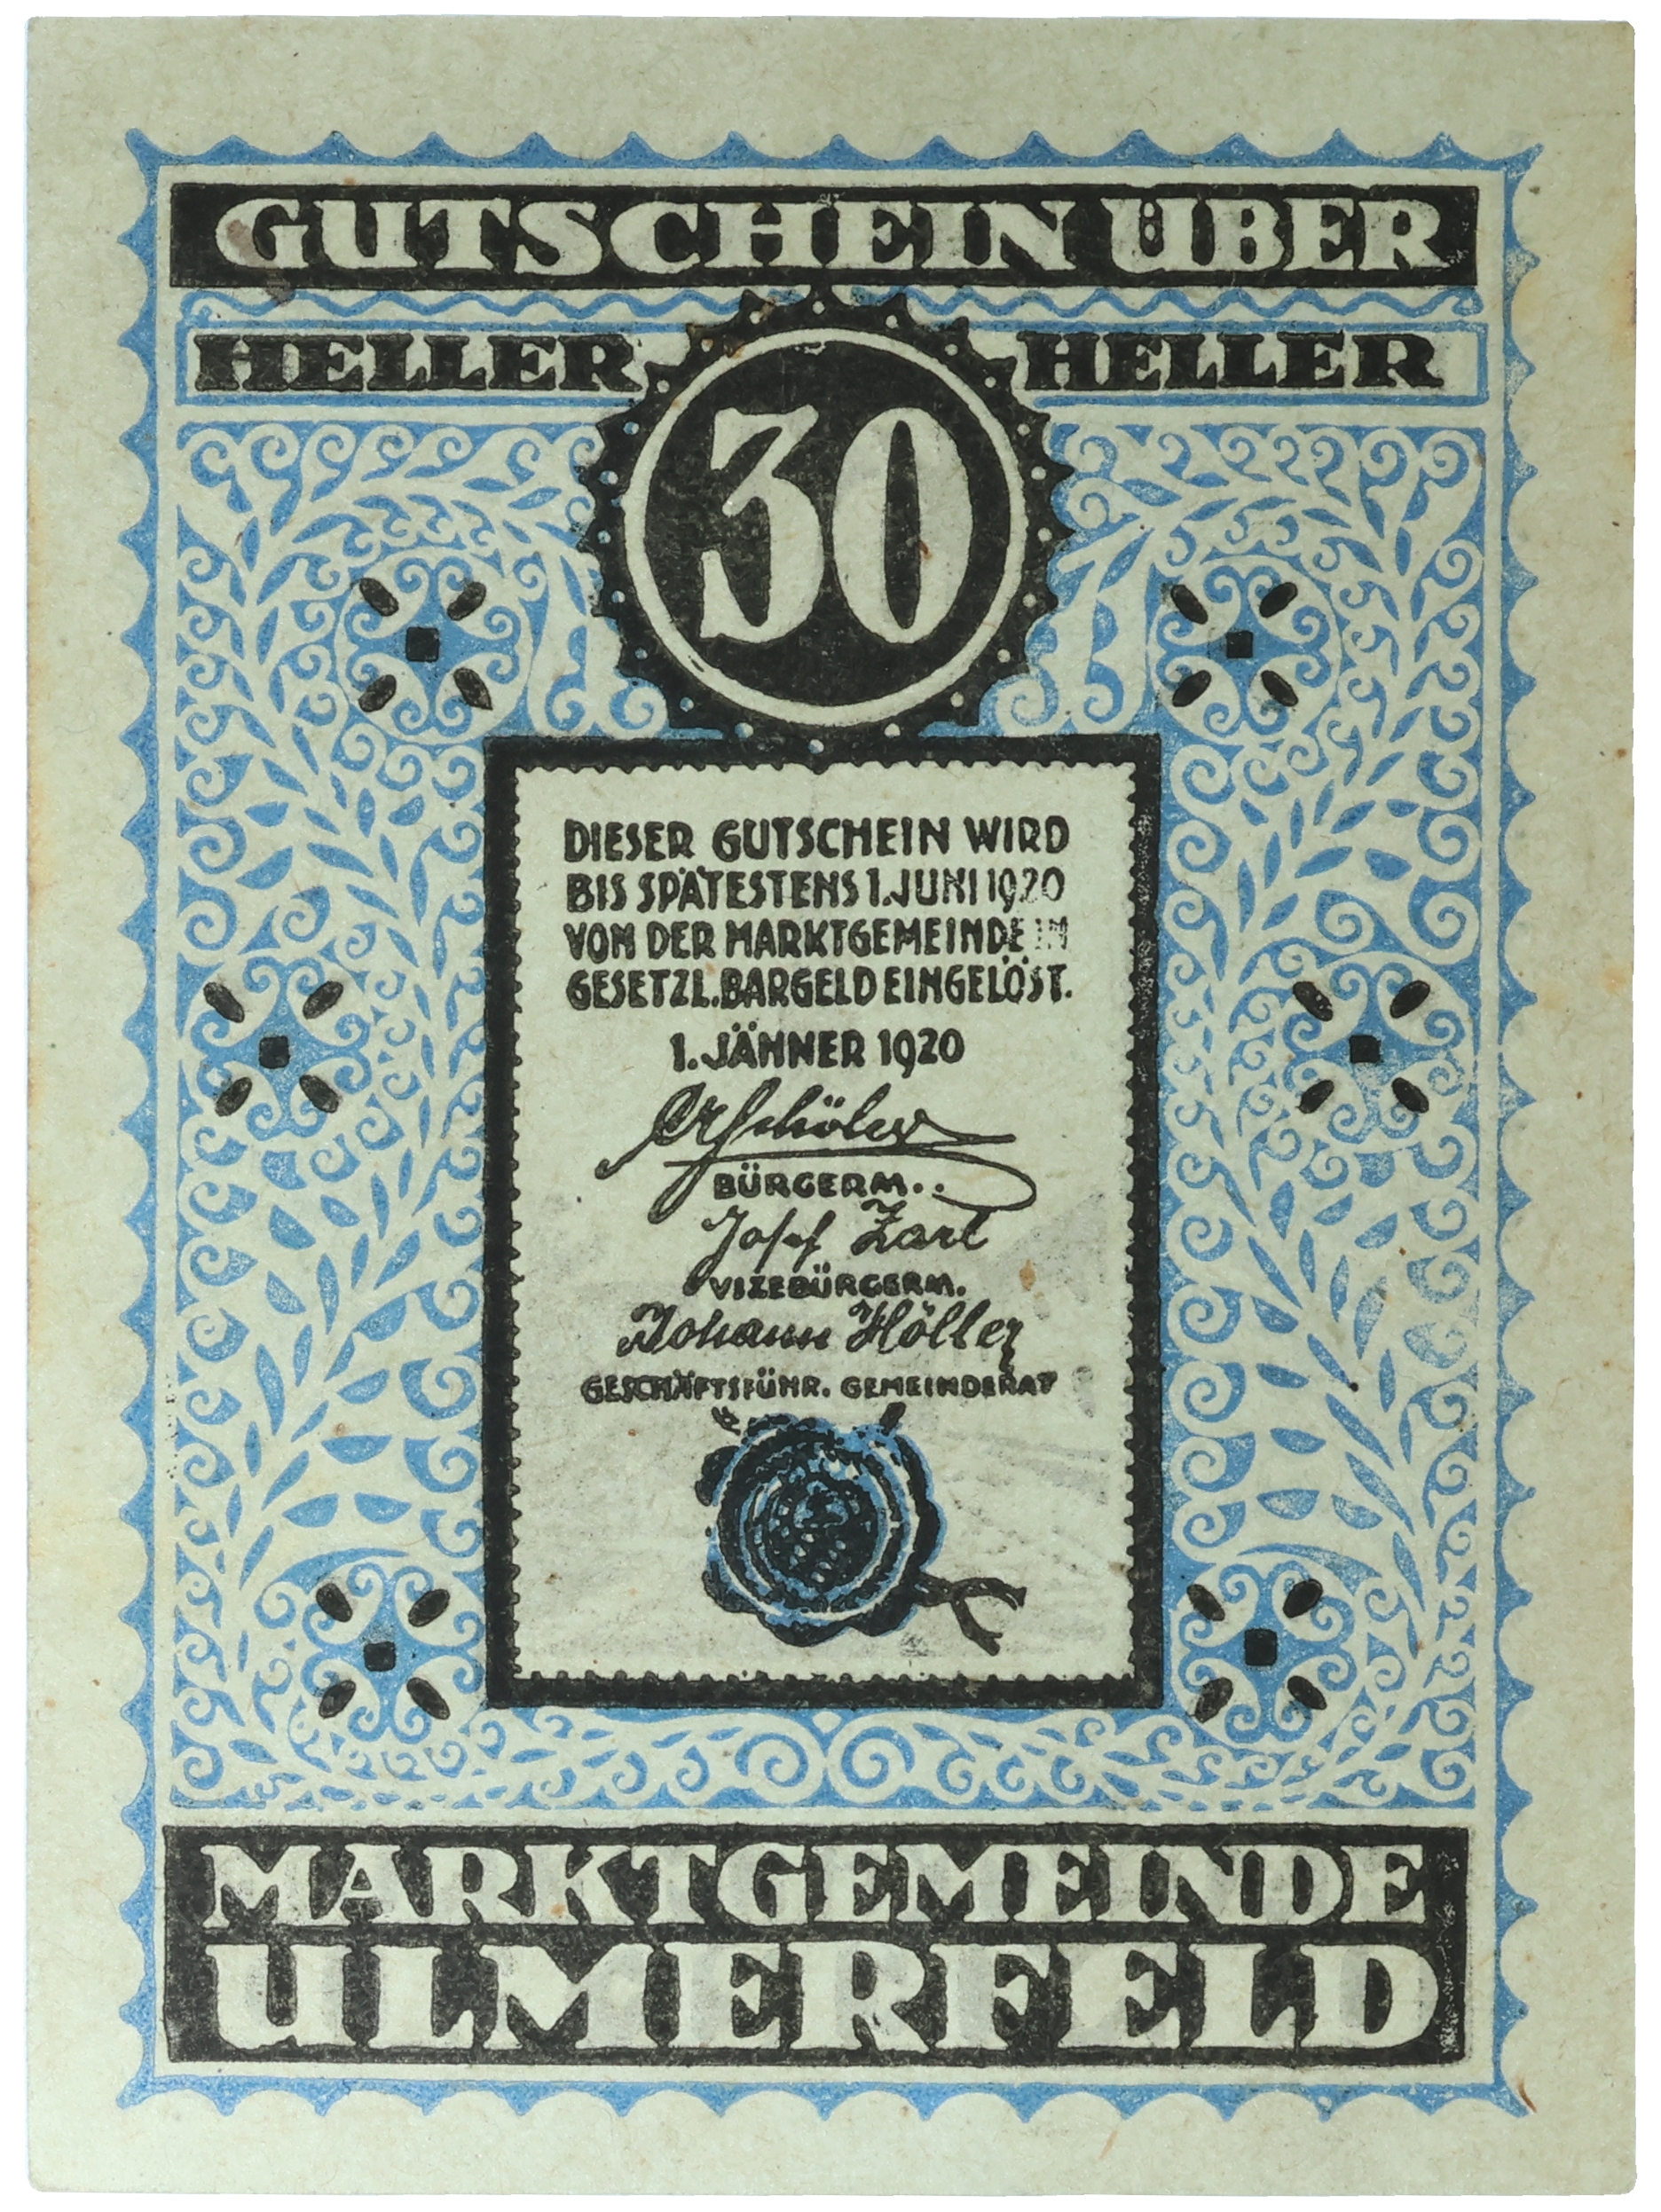 GUTSCHEIN ÜBER
HELLER 30 HELLER
DIESER GUTSCHEIN WIRD
BIS SPÄTESTENS 1. JUNI 1920
VON DER MARKTGEMEINDE IN
GESETZL. BARGELD EINGELÖST.
1. JÄNNER 1920
BÜRGERM.
Josef Zarl
VIZEBÜRGERM.
Johann Höller
GESCHÄFTSFÜHR. GEMEINDERAT
MARKTGEMEINDE
ULMERFELD